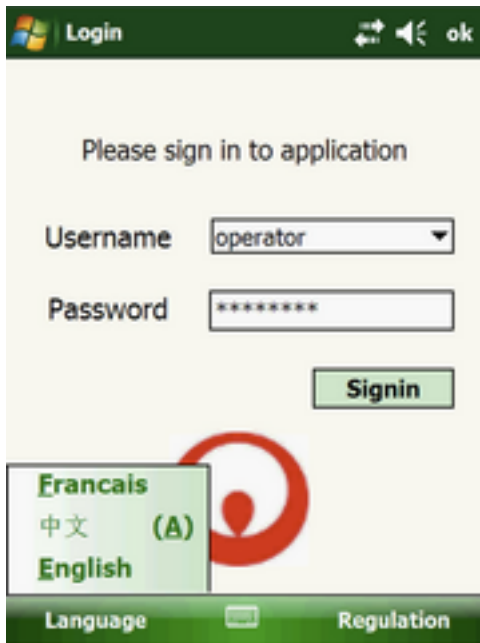 Login ok
Please sign in to application
Username operator
Password ********
Signin
Francais
中文 (A)
English
Language Regulation